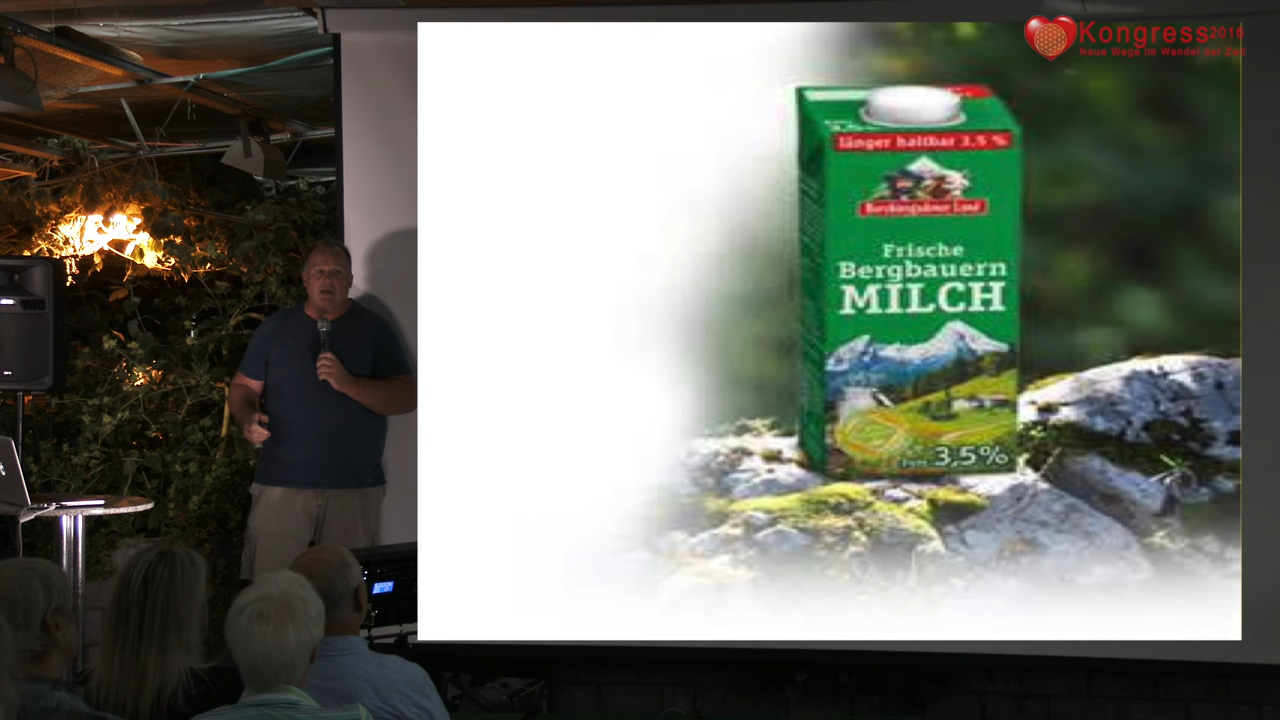 Kongress2016
Neue Wege im Wandel der Zeit
länger haltbar 3,5 %
Berchtesgadener Land
Frische
Bergbauern
MILCH
3,5%